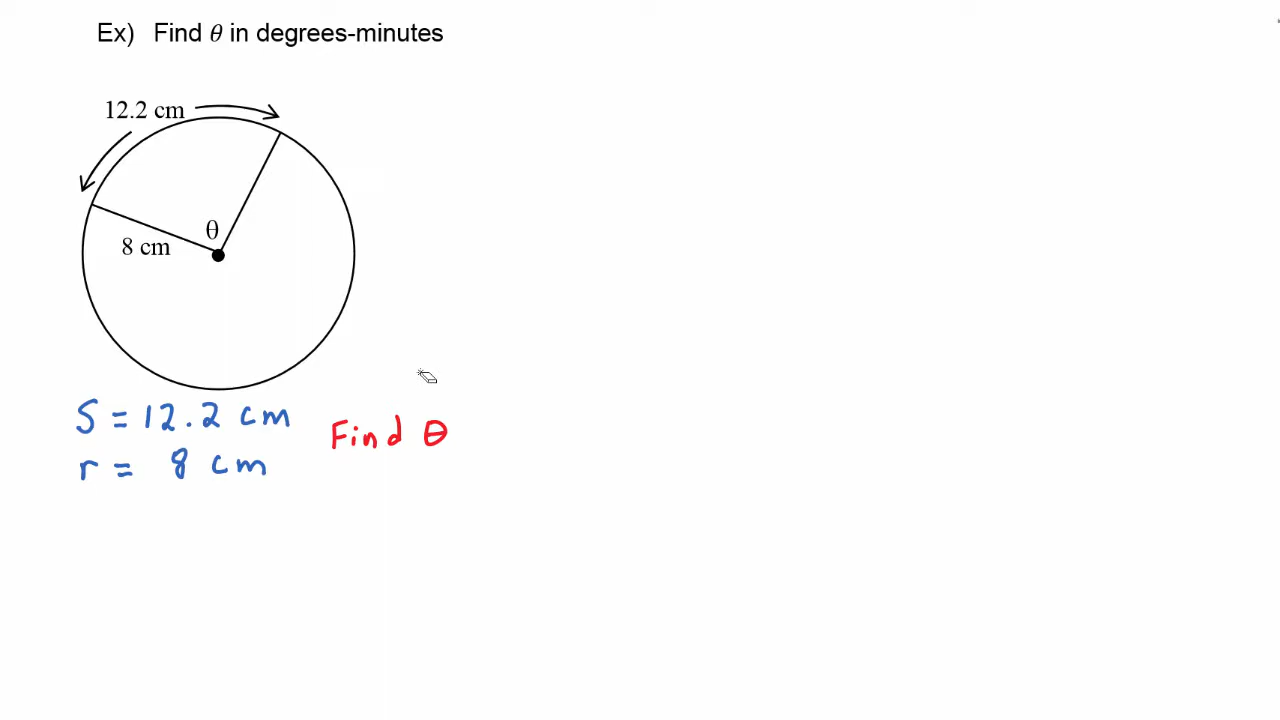 Ex) Find θ in degrees-minutes
12.2 cm
θ
8 cm
S = 12.2 cm
Find θ
r = 8 cm